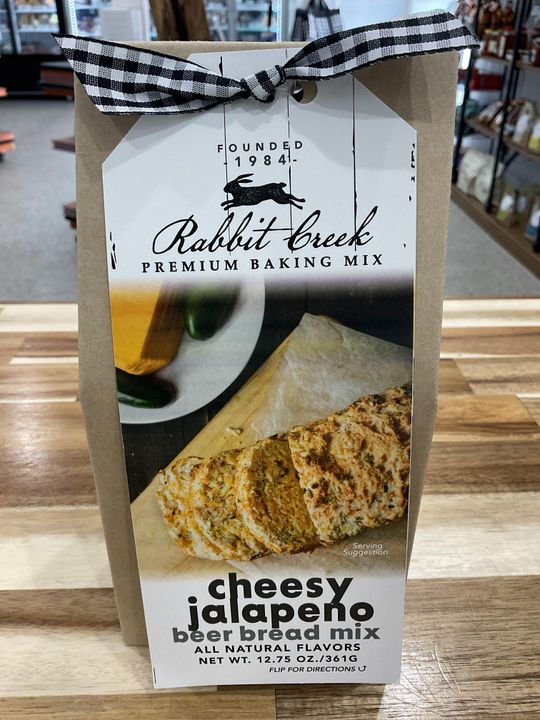 FOUNDED
- 1984 -
Rabbit Creek
PREMIUM BAKING MIX
Serving
Suggestion
cheesy
jalapeno
beer bread mix
ALL NATURAL FLAVORS
NET WT. 12.75 OZ./361G
FLIP FOR DIRECTIONS